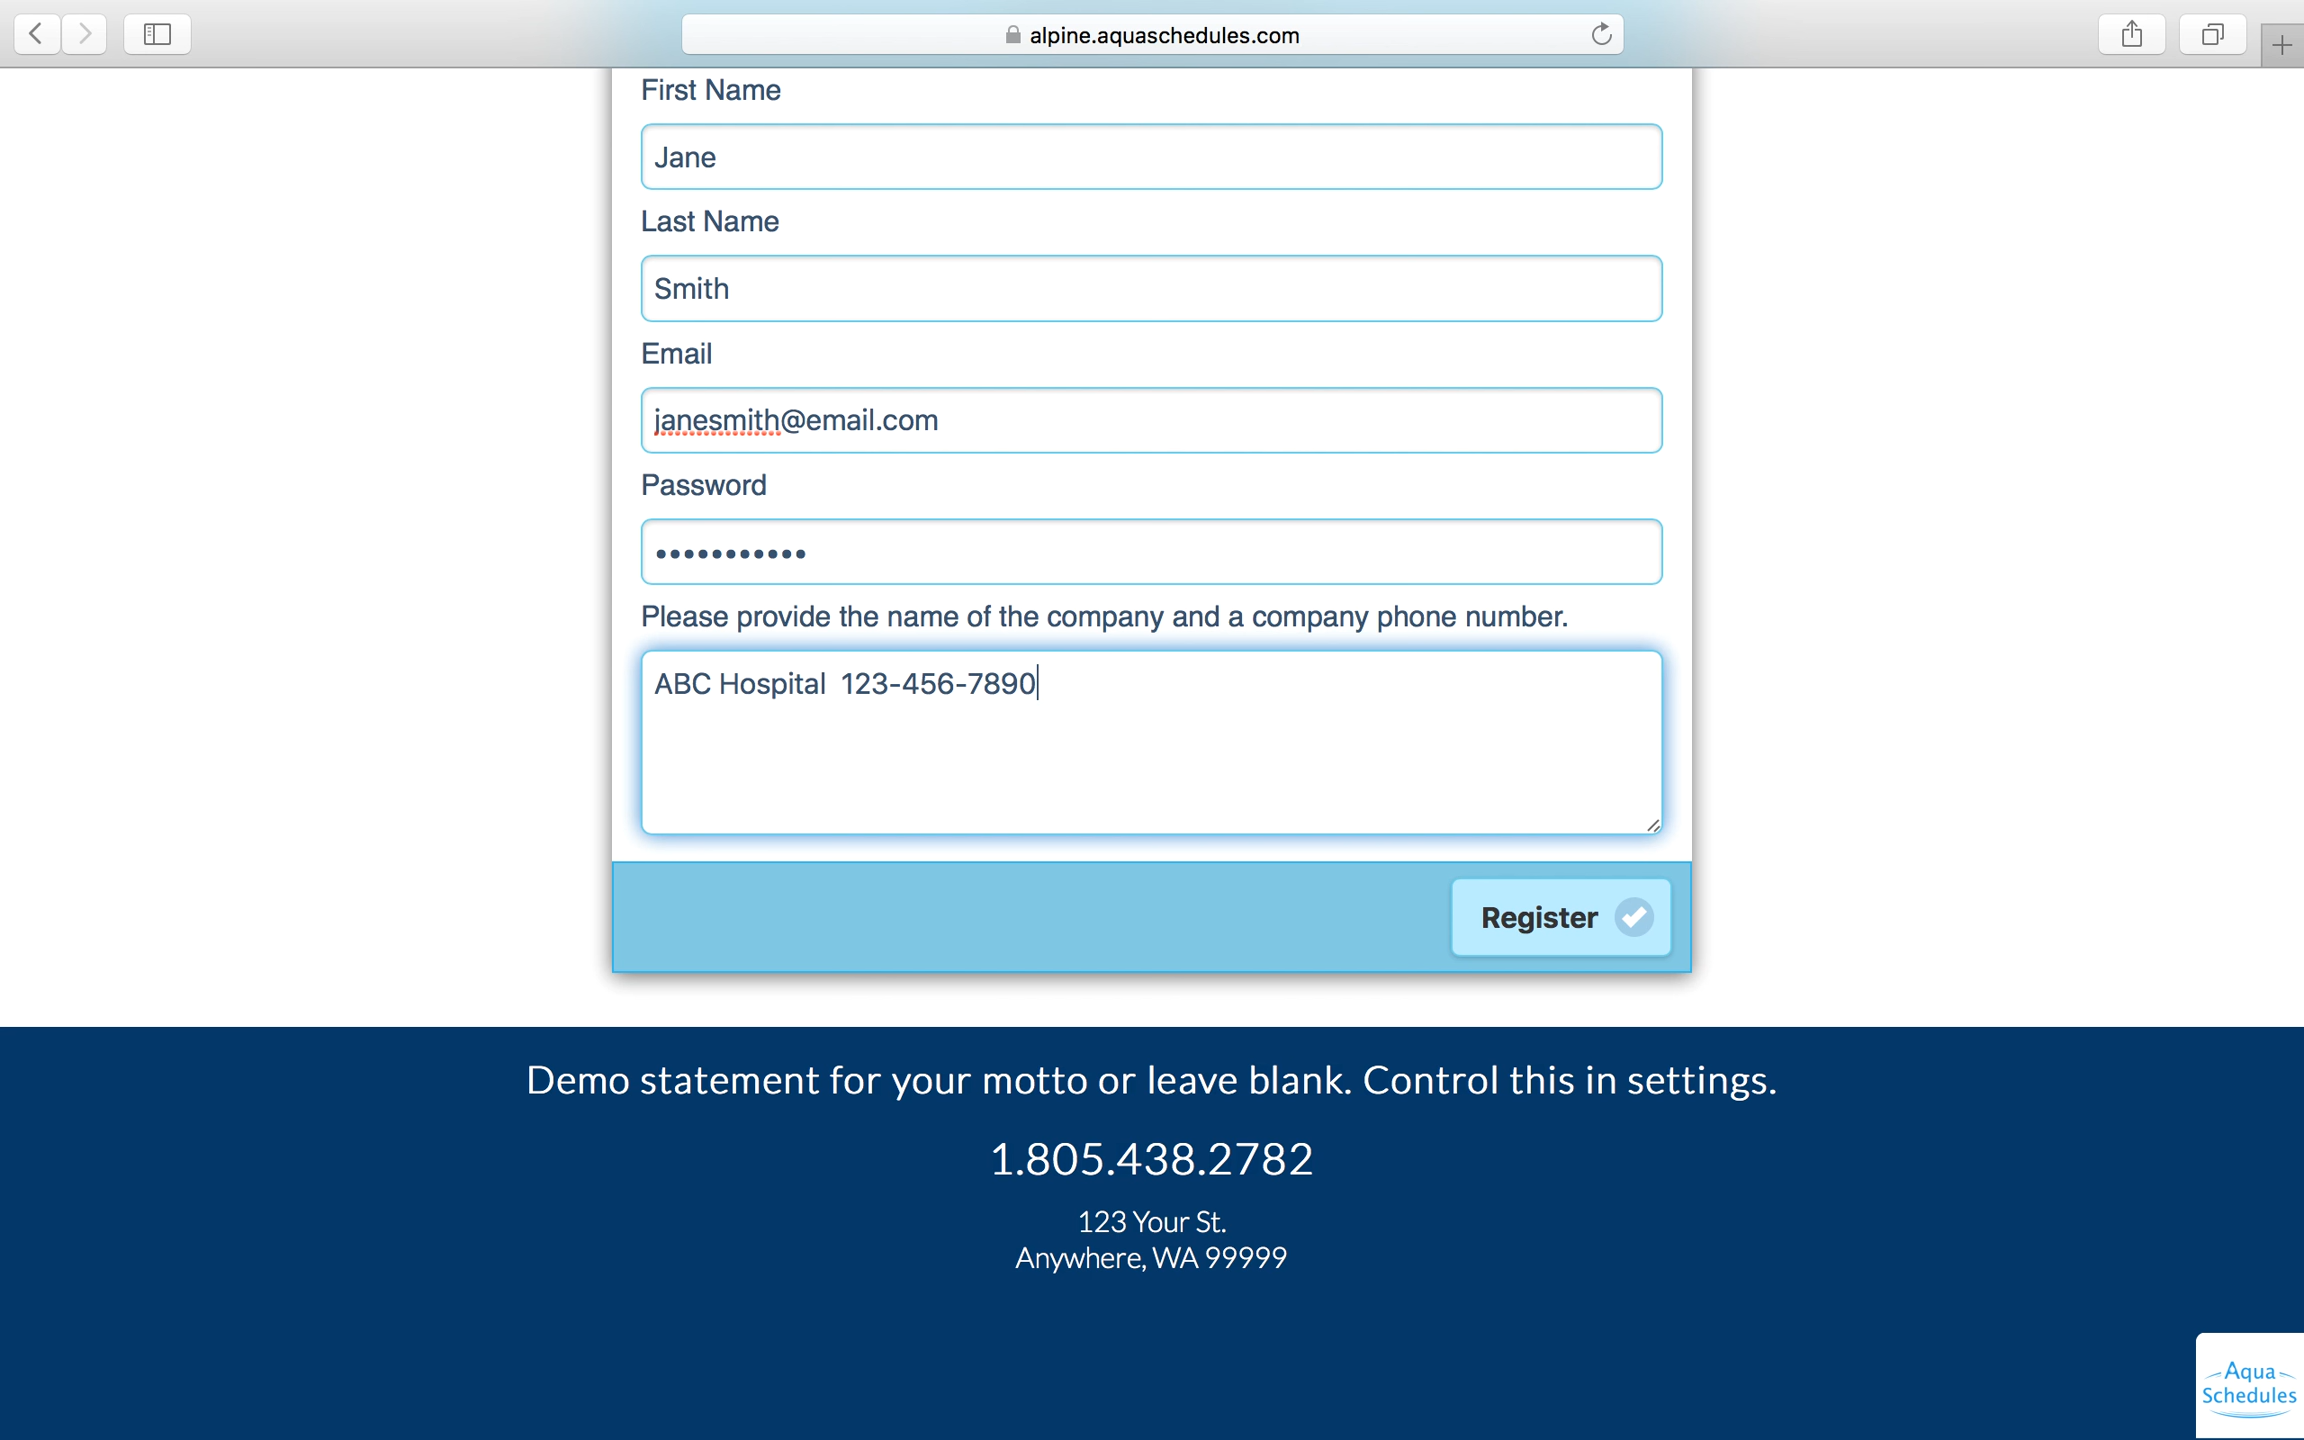 alpine.aquaschedules.com
First Name
Jane
Last Name
Smith
Email
janesmith@email.com
Password
•••••••••••
Please provide the name of the company and a company phone number.
ABC Hospital  123-456-7890
Register
Demo statement for your motto or leave blank. Control this in settings.
1.805.438.2782
123 Your St.
Anywhere, WA 99999
Aqua
Schedules